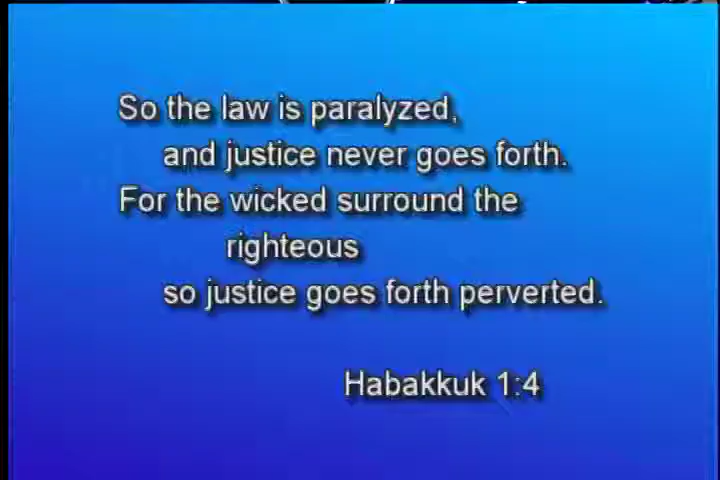 So the law is paralyzed,
and justice never goes forth.
For the wicked surround the
righteous
so justice goes forth perverted.
Habakkuk 1:4